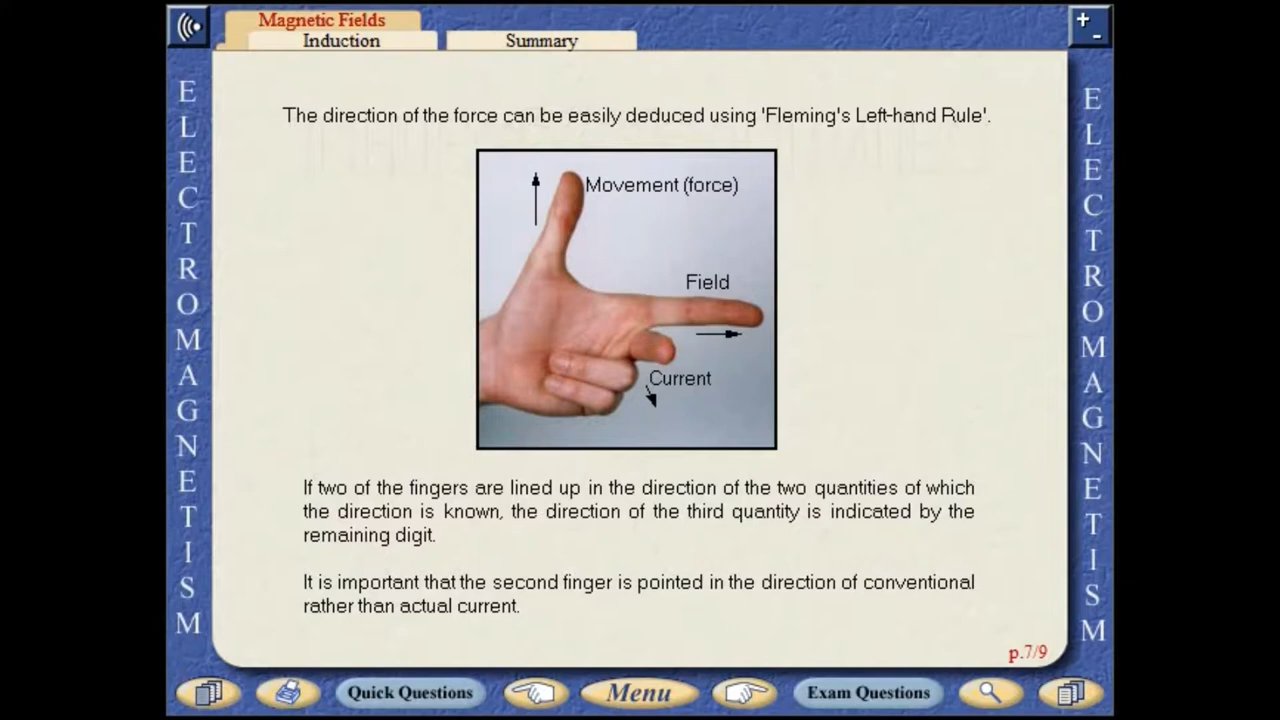 Magnetic Fields
Induction
Summary
+
-
ELECTROMAGNETISM
ELECTROMAGNETISM
The direction of the force can be easily deduced using 'Fleming's Left-hand Rule'.
Movement (force)
Field
Current
If two of the fingers are lined up in the direction of the two quantities of which
the direction is known, the direction of the third quantity is indicated by the
remaining digit.
It is important that the second finger is pointed in the direction of conventional
rather than actual current.
p.7/9
Quick Questions
Menu
Exam Questions